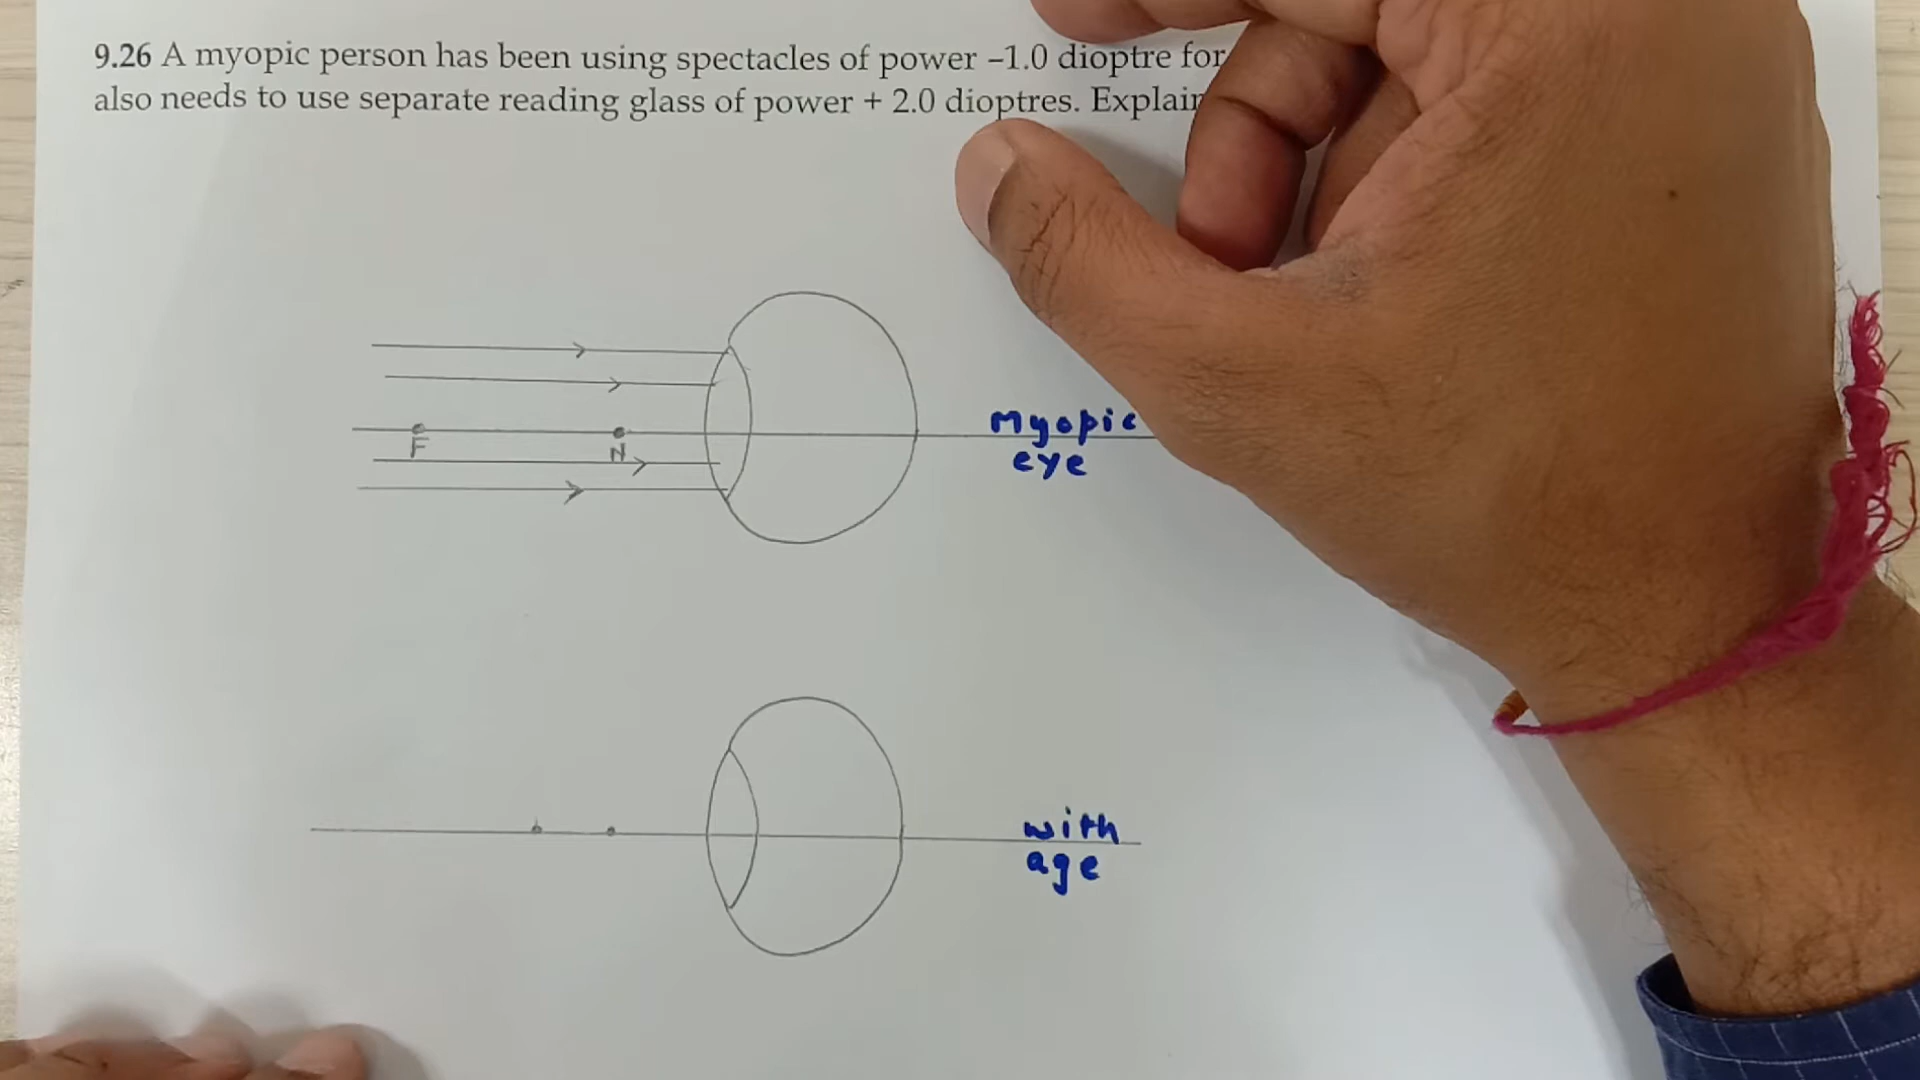 9.26 A myopic person has been using spectacles of power –1.0 dioptre for
also needs to use separate reading glass of power + 2.0 dioptres.
F
N
Myopic
eye
with
age